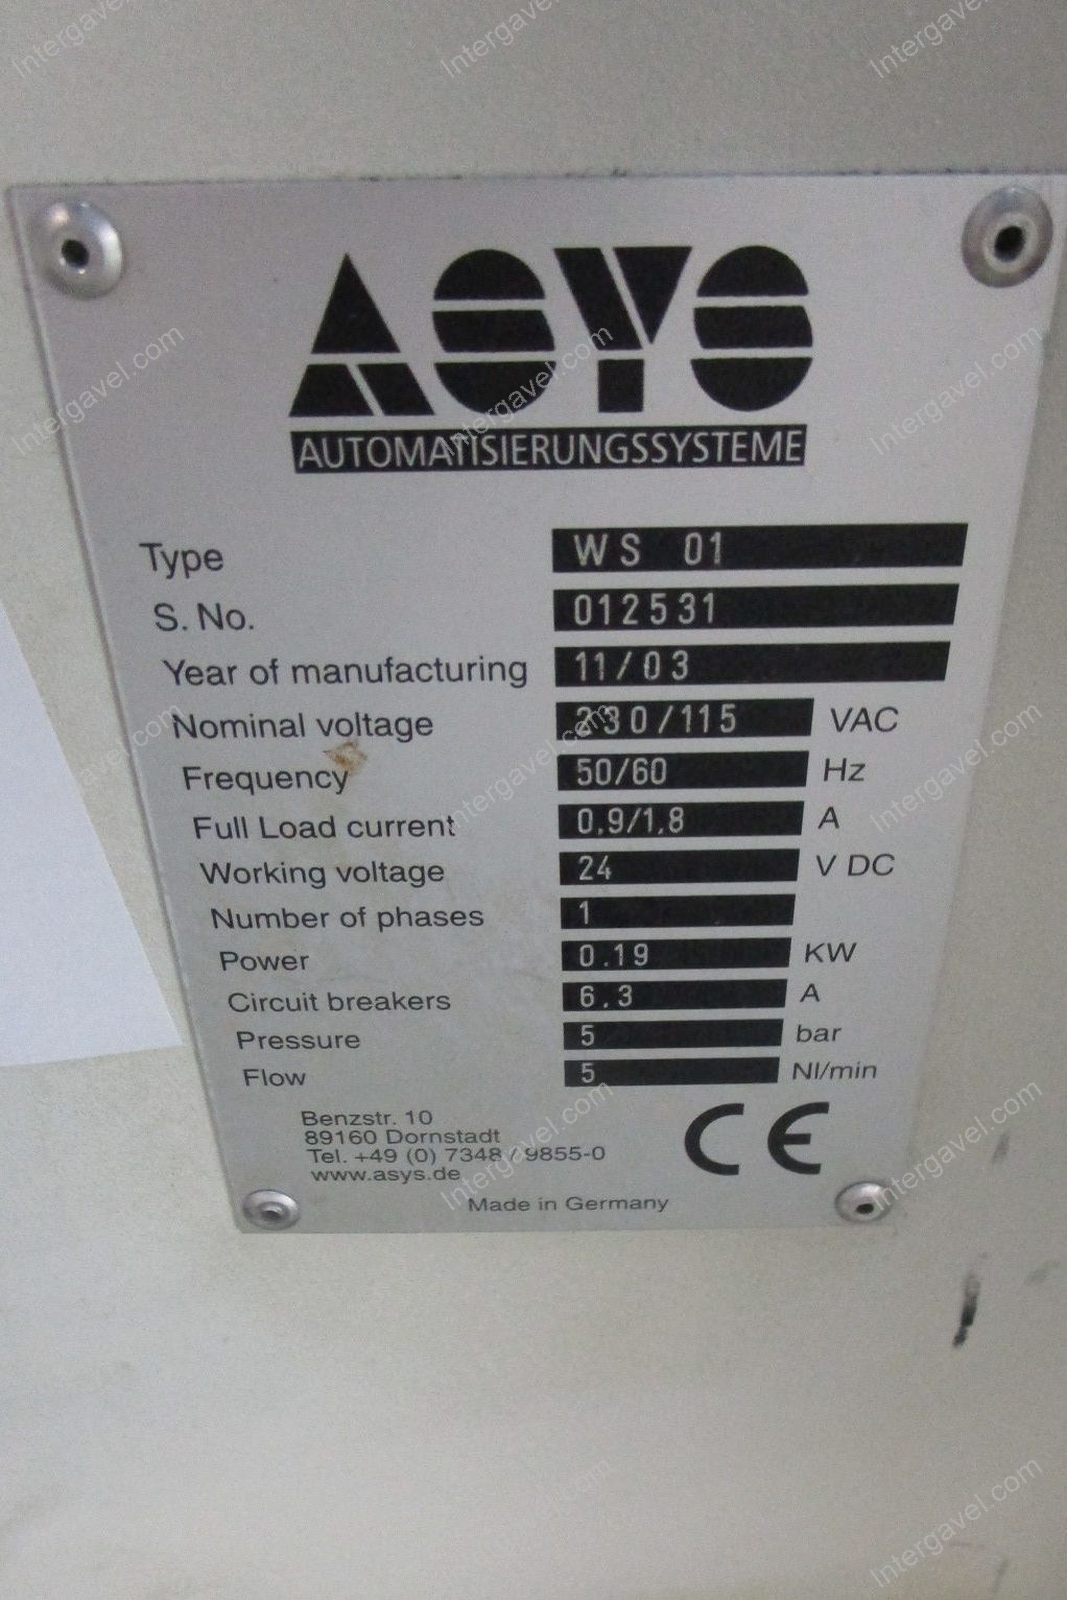 ASYS
AUTOMATISIERUNGSSYSTEME
Type WS 01
S. No. 012531
Year of manufacturing 11/03
Nominal voltage 230/115 VAC
Frequency 50/60 Hz
Full Load current 0.9/1.8 A
Working voltage 24 V DC
Number of phases 1
Power 0.19 KW
Circuit breakers 6.3 A
Pressure 5 bar
Flow 5 Nl/min
Benzstr. 10
89160 Dornstadt
Tel. +49 (0) 7348 / 9855-0
www.asys.de
CE
Made in Germany
Intergavel.com